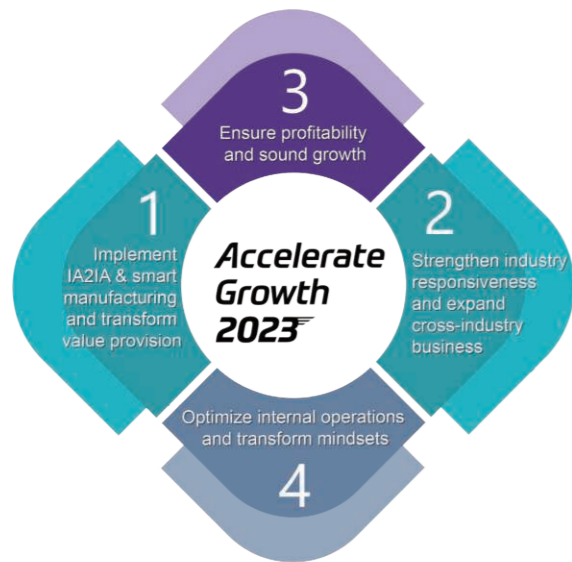 3
Ensure profitability
and sound growth
1
Implement
IA2IA & smart
manufacturing
and transform
value provision
Accelerate
Growth
2023
2
Strengthen industry
responsiveness
and expand
cross-industry
business
Optimize internal operations
and transform mindsets
4